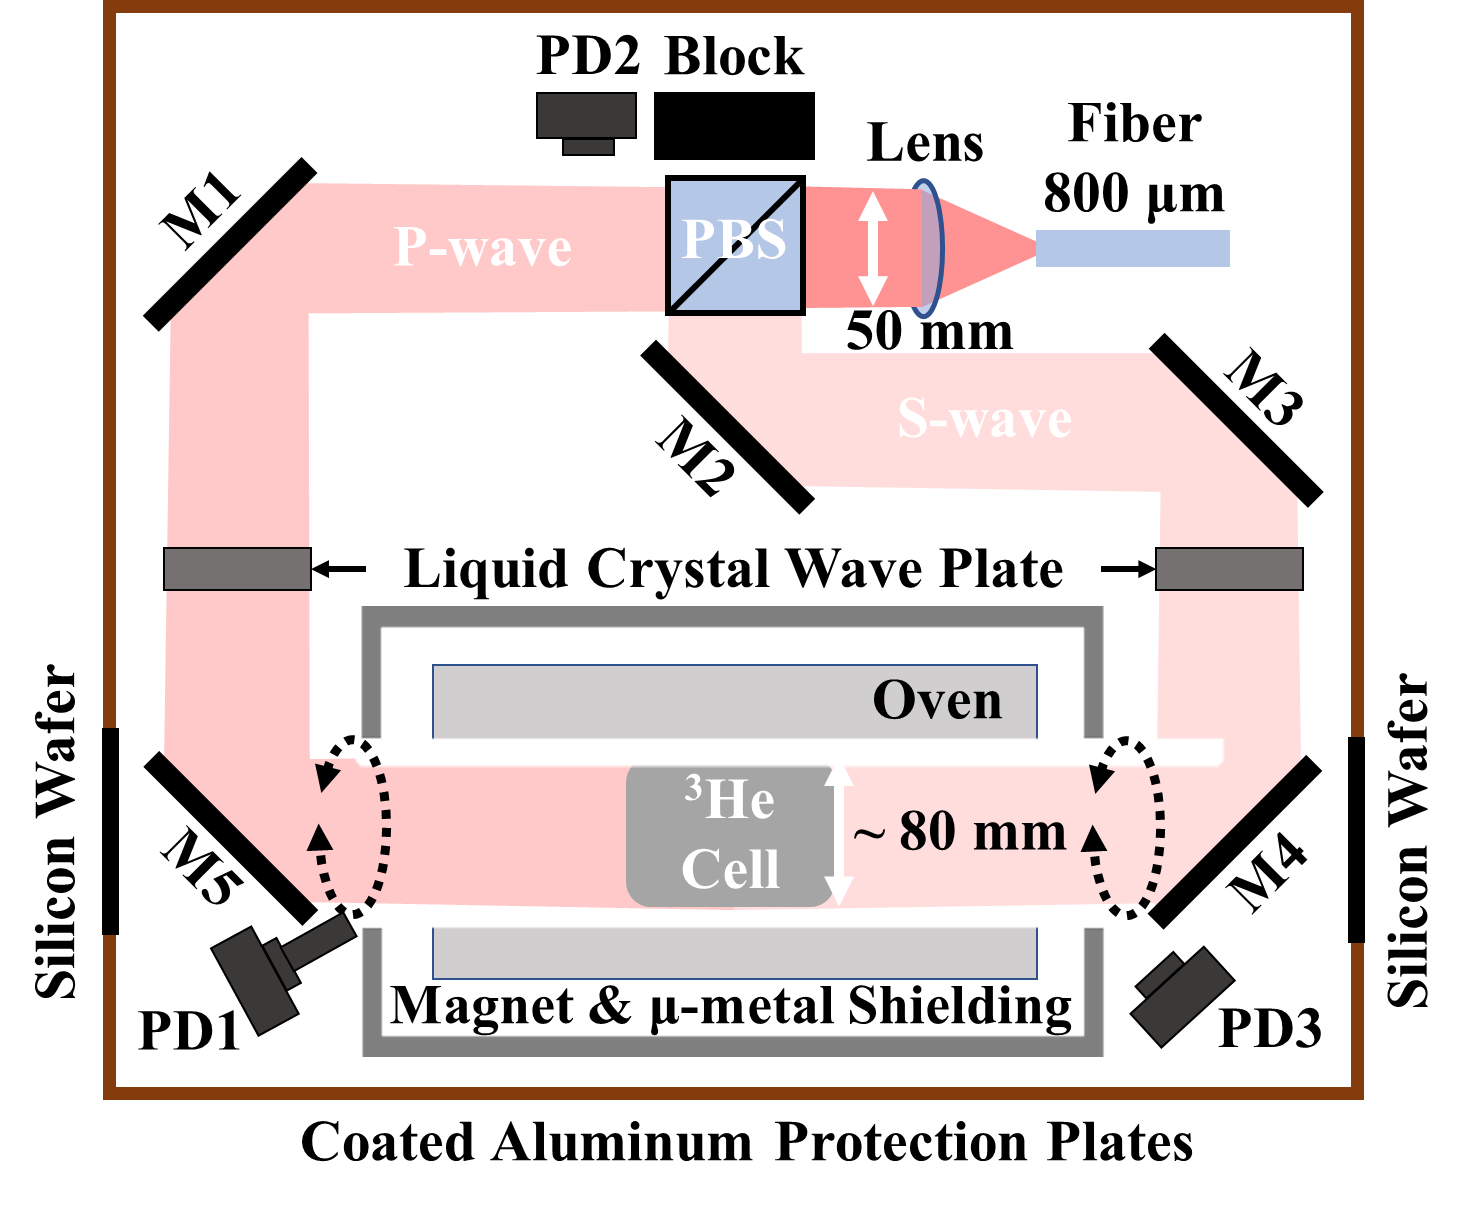 PD2
Block
Lens
Fiber
800 μm
M1
P-wave
PBS
50 mm
M2
S-wave
M3
Liquid Crystal Wave Plate
Silicon Wafer
Oven
³He
Cell
~ 80 mm
M5
M4
Silicon Wafer
PD1
Magnet & μ-metal Shielding
PD3
Coated Aluminum Protection Plates